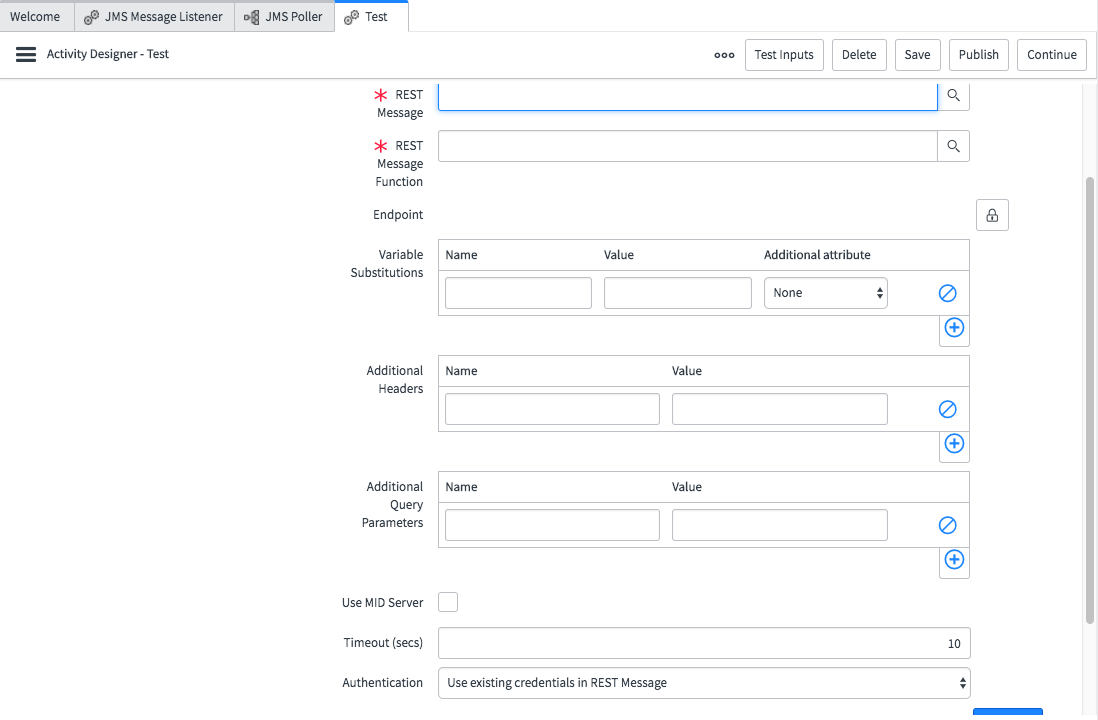 Welcome JMS Message Listener JMS Poller Test
Activity Designer - Test Test Inputs Delete Save Publish Continue
REST
Message
REST
Message
Function
Endpoint
Variable
Substitutions
Name Value Additional attribute
None
Additional
Headers
Name Value
Additional
Query
Parameters
Name Value
Use MID Server
Timeout (secs) 10
Authentication Use existing credentials in REST Message